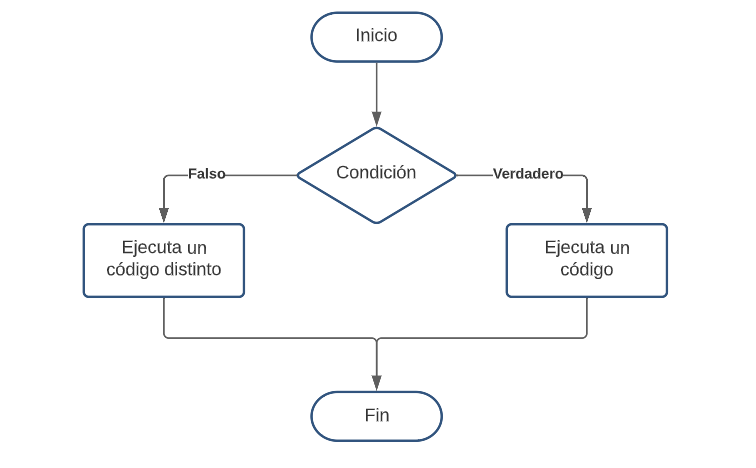 Inicio
Condición
Falso
Verdadero
Ejecuta un
código distinto
Ejecuta un
código
Fin